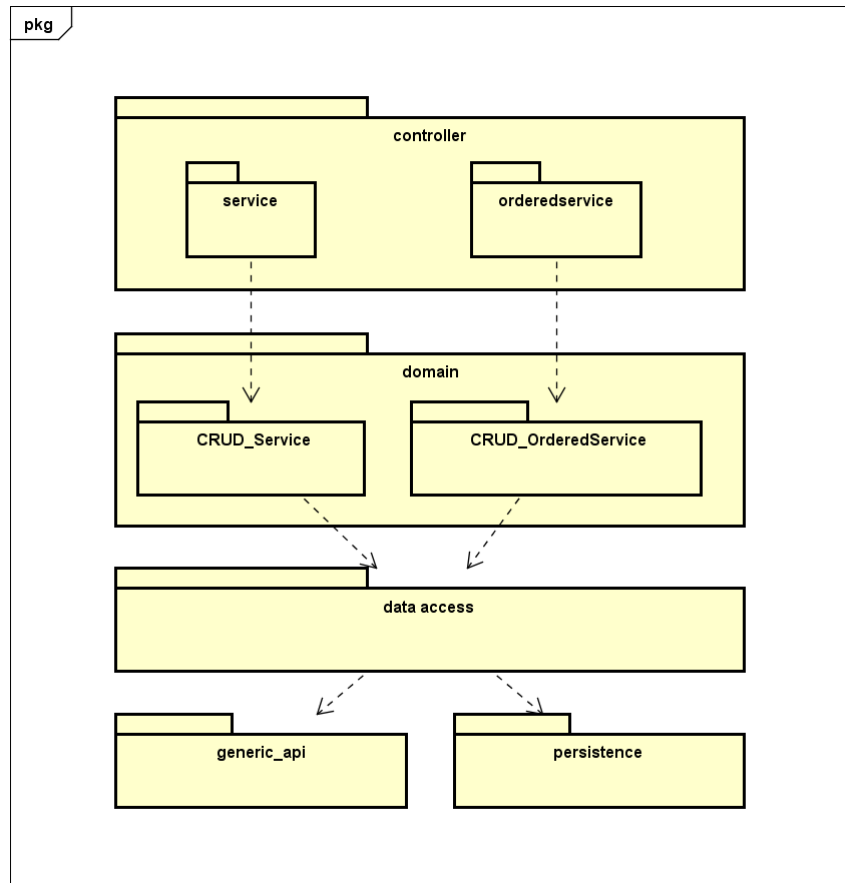 pkg
controller
service
orderedservice
domain
CRUD_Service
CRUD_OrderedService
data access
generic_api
persistence